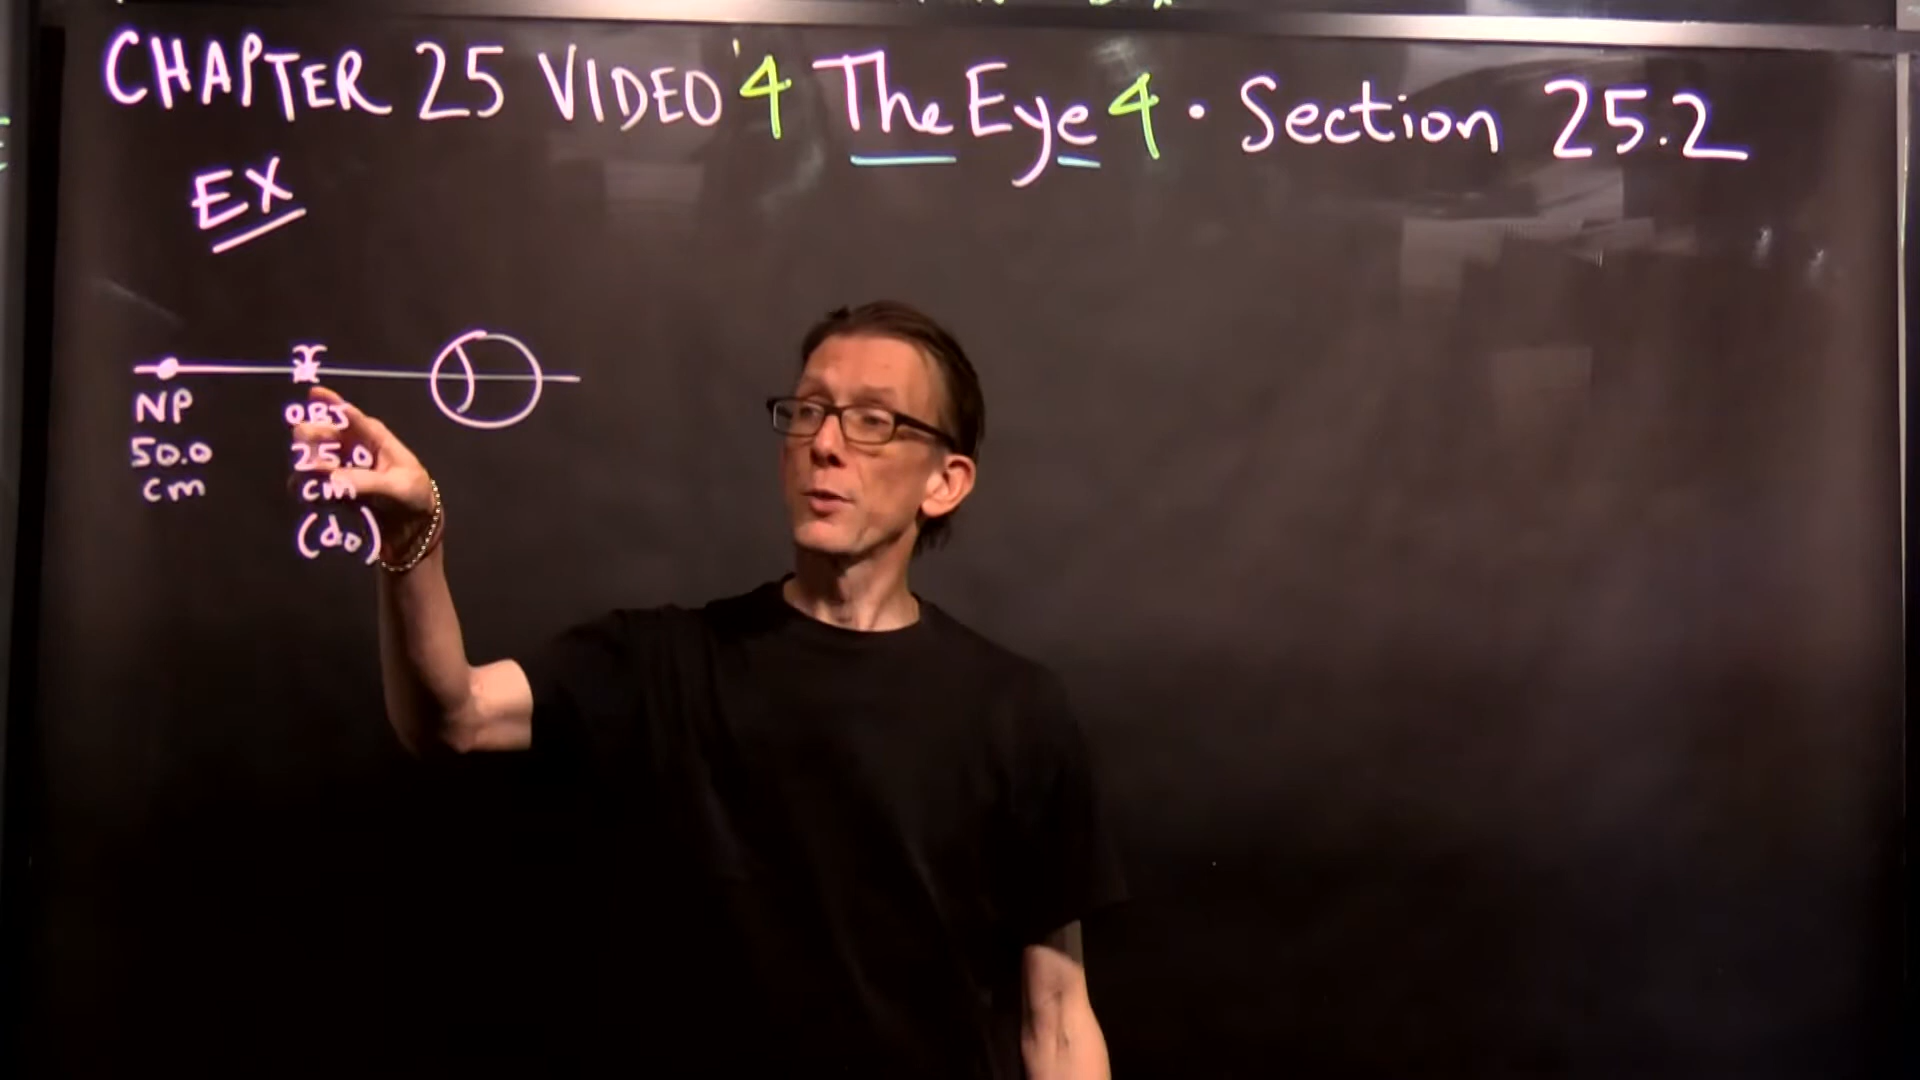 CHAPTER 25 VIDEO 4 The Eye 4 • Section 25.2
EX
NP OBJ
50.0 25.0
cm cm
(do)